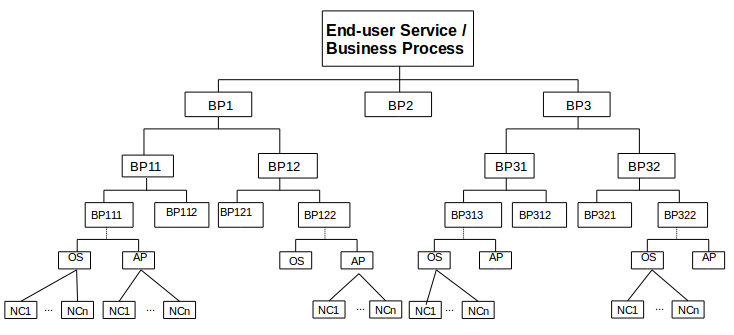 End-user Service /
Business Process
BP1 BP2 BP3
BP11 BP12 BP31 BP32
BP111 BP112 BP121 BP122 BP313 BP312 BP321 BP322
OS AP OS AP OS AP OS AP
NC1 ... NCn NC1 ... NCn NC1 ... NCn NC1 ... NCn NC1 ... NCn